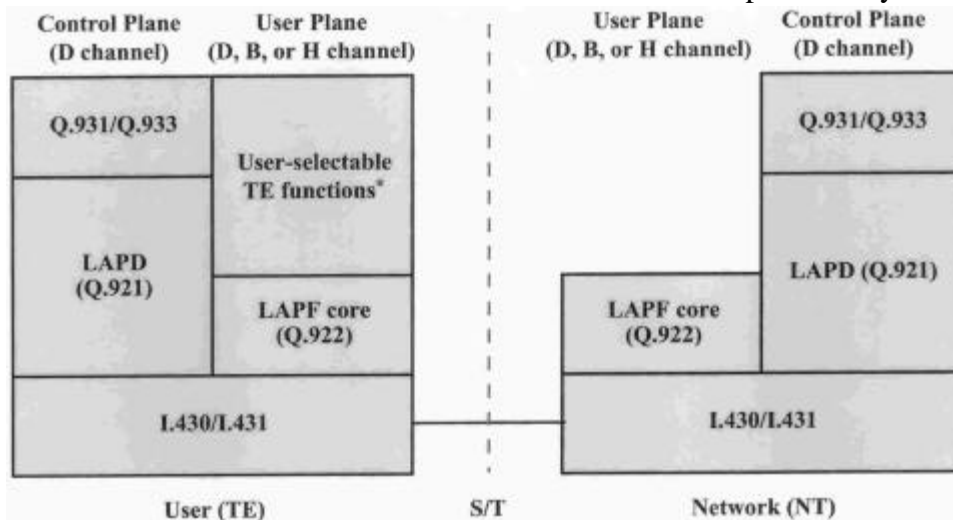 Control Plane
(D channel)
User Plane
(D, B, or H channel)
User Plane
(D, B, or H channel)
Control Plane
(D channel)
Q.931/Q.933
User-selectable
TE functions*
LAPD
(Q.921)
LAPF core
(Q.922)
I.430/I.431
Q.931/Q.933
LAPD (Q.921)
LAPF core
(Q.922)
I.430/I.431
User (TE)
S/T
Network (NT)